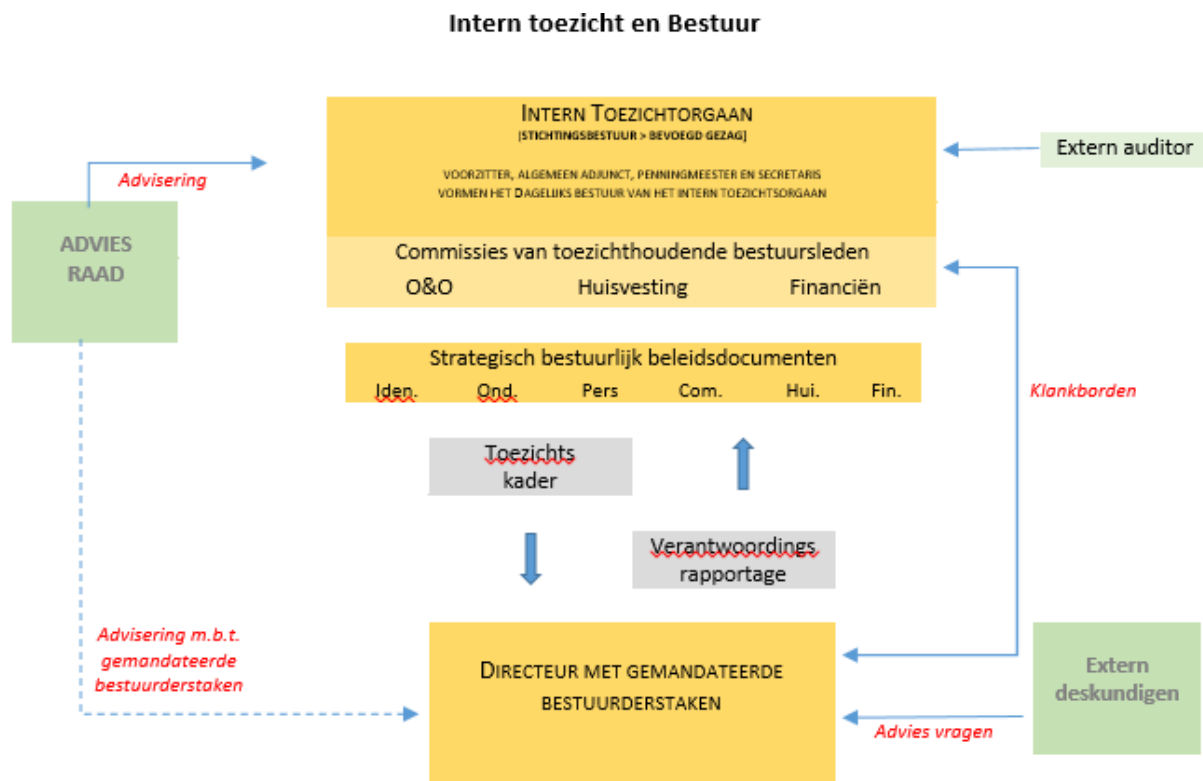 Intern toezicht en Bestuur
INTERN TOEZICHTORGAAN
[STICHTINGSBESTUUR > BEVOEGD GEZAG]
VOORZITTER, ALGEMEEN ADJUNCT, PENNINGMEESTER EN SECRETARIS
VORMEN HET DAGELIJKS BESTUUR VAN HET INTERN TOEZICHTSORGAAN
Extern auditor
Advisering
ADVIES
RAAD
Commissies van toezichthoudende bestuursleden
O&O Huisvesting Financiën
Strategisch bestuurlijk beleidsdocumenten
Iden. Ond. Pers Com. Hui. Fin.
Klankborden
Toezichts
kader
Verantwoordings
rapportage
Advisering m.b.t.
gemandateerde
bestuurderstaken
DIRECTEUR MET GEMANDATEERDE
BESTUURDERSTAKEN
Extern
deskundigen
Advies vragen